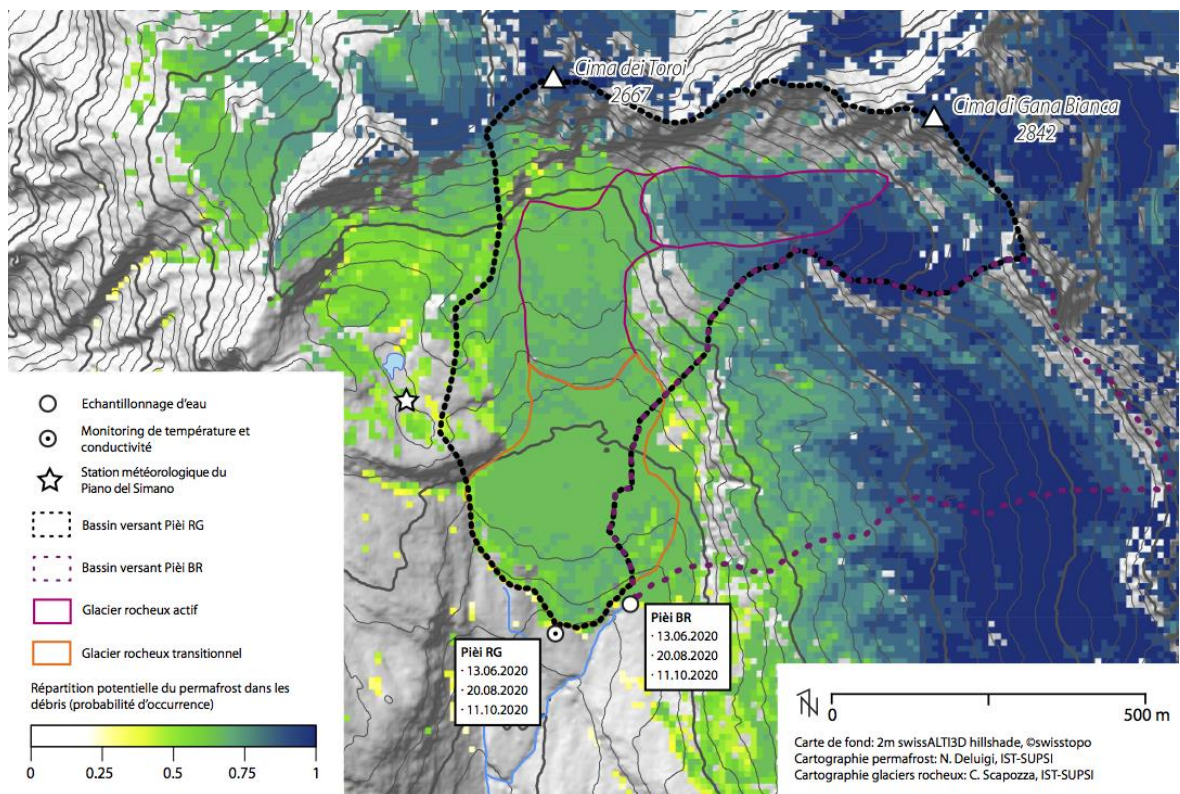 Cima dei Toroi
2667
Cima di Gana Bianca
2842
Echantillonnage d'eau
Monitoring de température et
conductivité
Station météorologique du
Piano del Simano
Bassin versant Pièi RG
Bassin versant Pièi BR
Glacier rocheux actif
Glacier rocheux transitionnel
Répartition potentielle du permafrost dans les
débris (probabilité d'occurrence)
0 0.25 0.5 0.75 1
Pièi RG
· 13.06.2020
· 20.08.2020
· 11.10.2020
Pièi BR
· 13.06.2020
· 20.08.2020
· 11.10.2020
N
0 500 m
Carte de fond: 2m swissALTI3D hillshade, ©swisstopo
Cartographie permafrost: N. Deluigi, IST-SUPSI
Cartographie glaciers rocheux: C. Scapozza, IST-SUPSI